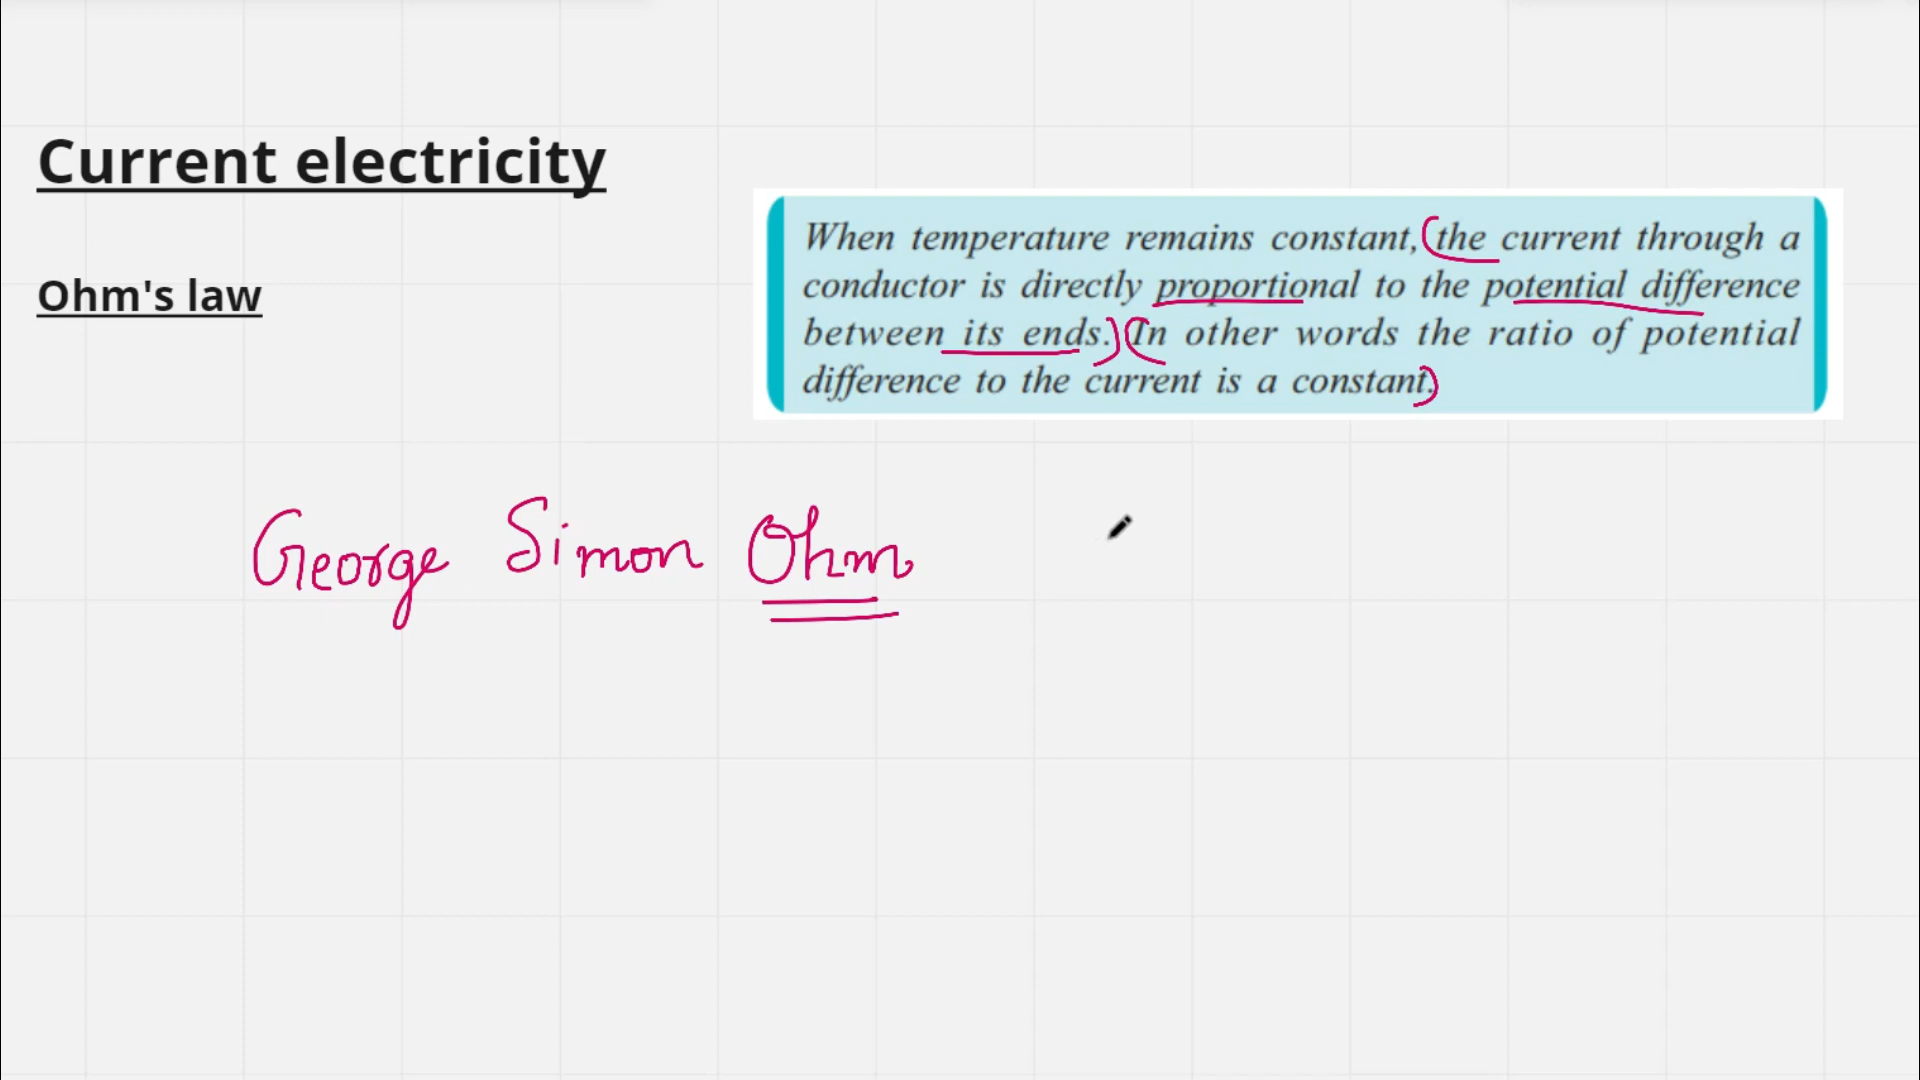 Current electricity
Ohm's law
When temperature remains constant, the current through a
conductor is directly proportional to the potential difference
between its ends. In other words the ratio of potential
difference to the current is a constant.
George Simon Ohm